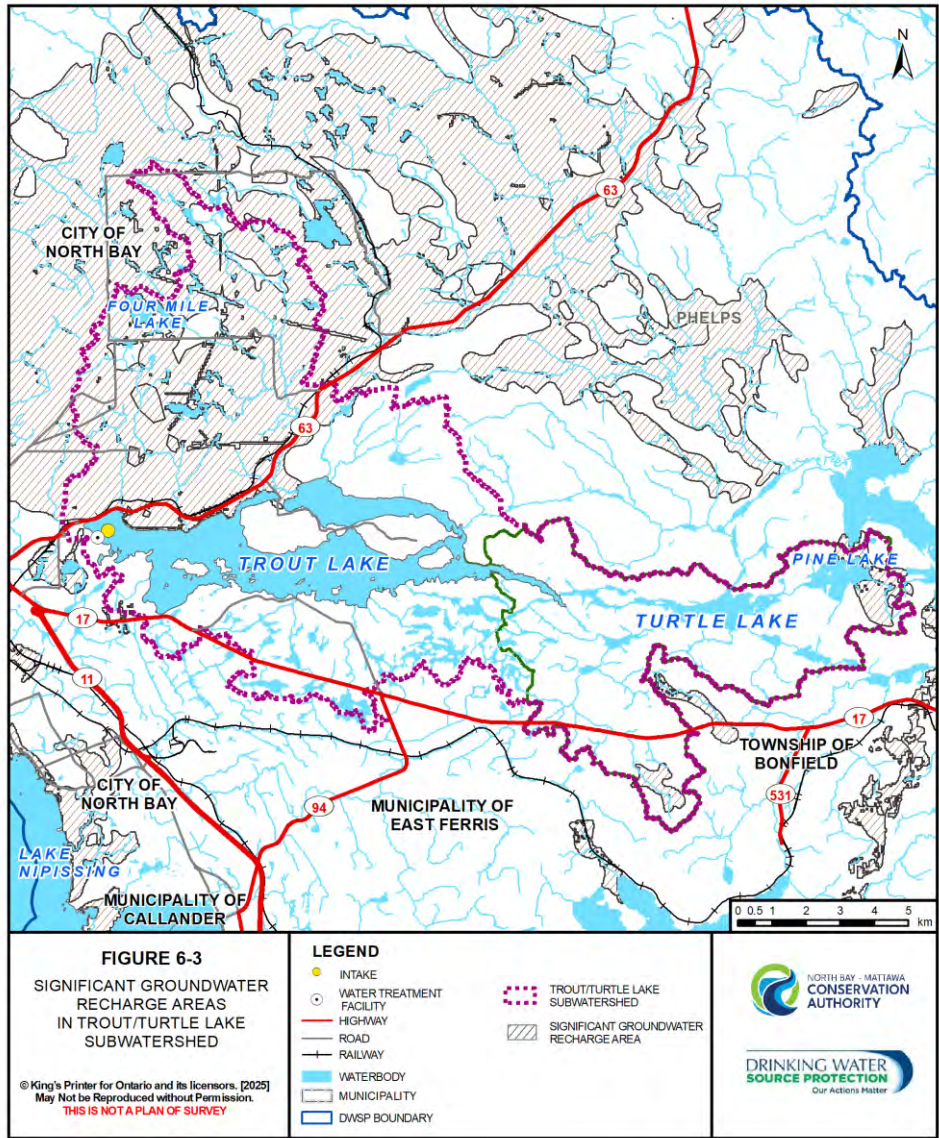 N
63
CITY OF
NORTH BAY
FOUR MILE
LAKE
PHELPS
63
TROUT LAKE
PINE LAKE
TURTLE LAKE
17
11
17
TOWNSHIP OF
BONFIELD
CITY OF
NORTH BAY
94
MUNICIPALITY OF
EAST FERRIS
531
LAKE
NIPISSING
MUNICIPALITY OF
CALLANDER
0 0.5 1 2 3 4 5
km
FIGURE 6-3
SIGNIFICANT GROUNDWATER
RECHARGE AREAS
IN TROUT/TURTLE LAKE
SUBWATERSHED
© King's Printer for Ontario and its licensors. [2025]
May Not be Reproduced without Permission.
THIS IS NOT A PLAN OF SURVEY
LEGEND
INTAKE
WATER TREATMENT
FACILITY
HIGHWAY
ROAD
RAILWAY
WATERBODY
MUNICIPALITY
DWSP BOUNDARY
TROUT/TURTLE LAKE
SUBWATERSHED
SIGNIFICANT GROUNDWATER
RECHARGE AREA
NORTH BAY - MATTAWA
CONSERVATION
AUTHORITY
DRINKING WATER
SOURCE PROTECTION
Our Actions Matter